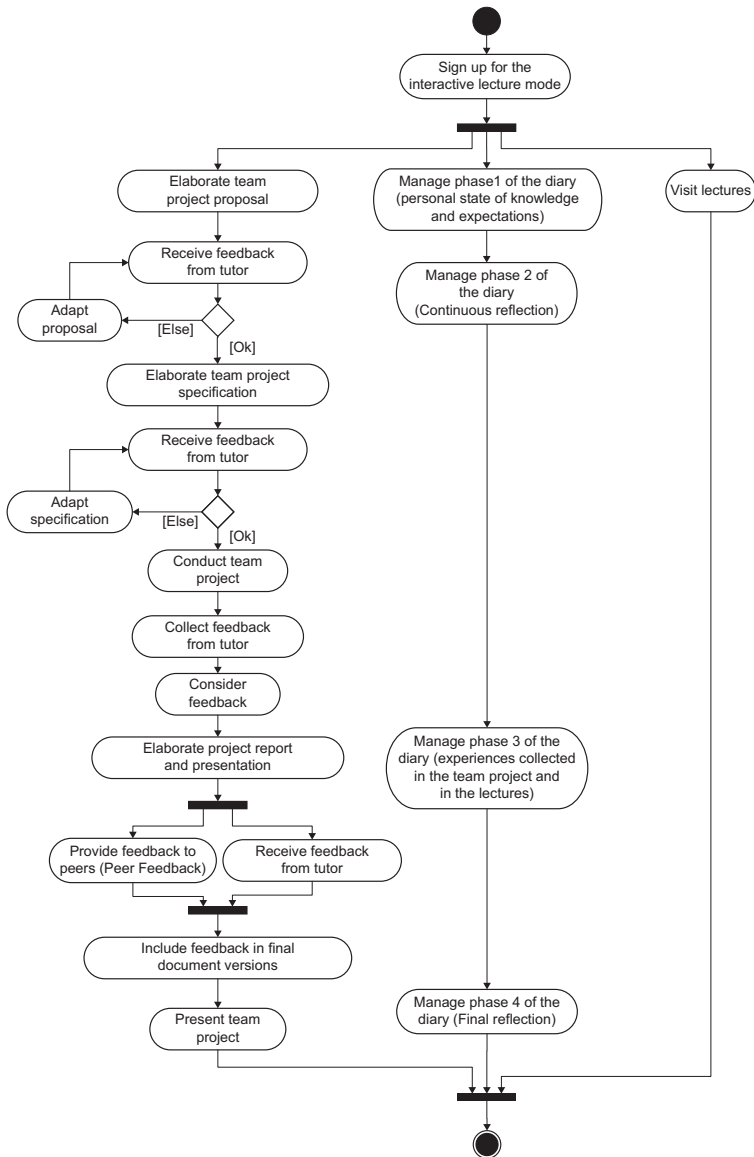 Sign up for the
interactive lecture mode
Elaborate team
project proposal
Manage phase1 of the diary
(personal state of knowledge
and expectations)
Visit lectures
Receive feedback
from tutor
Manage phase 2 of
the diary
(Continuous reflection)
Adapt
proposal
[Else]
[Ok]
Elaborate team project
specification
Receive feedback
from tutor
Adapt
specification
[Else]
[Ok]
Conduct team
project
Collect feedback
from tutor
Consider
feedback
Elaborate project report
and presentation
Manage phase 3 of the
diary (experiences collected
in the team project and
in the lectures)
Provide feedback to
peers (Peer Feedback)
Receive feedback
from tutor
Include feedback in final
document versions
Present team
project
Manage phase 4 of the
diary (Final reflection)